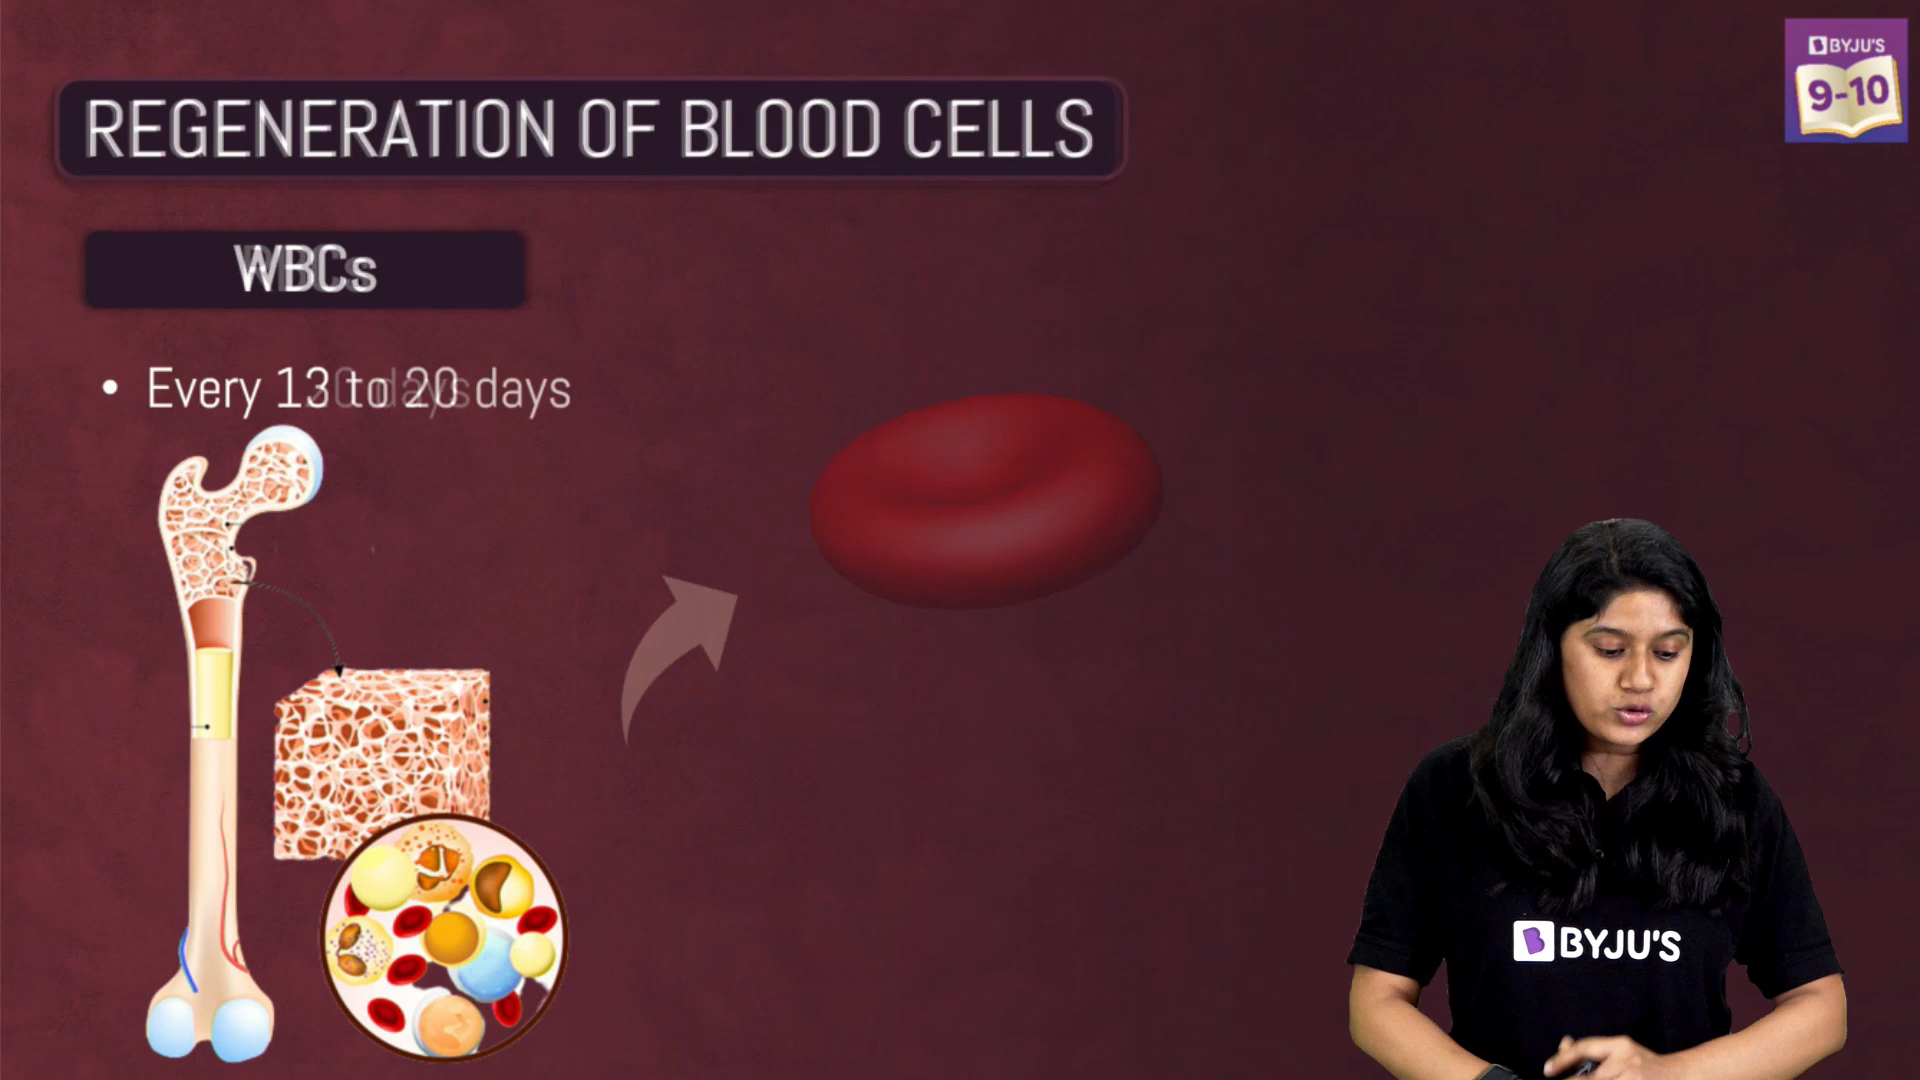 BYJU'S
9-10
REGENERATION OF BLOOD CELLS
WBCs
• Every 13 to 20 days
BYJU'S